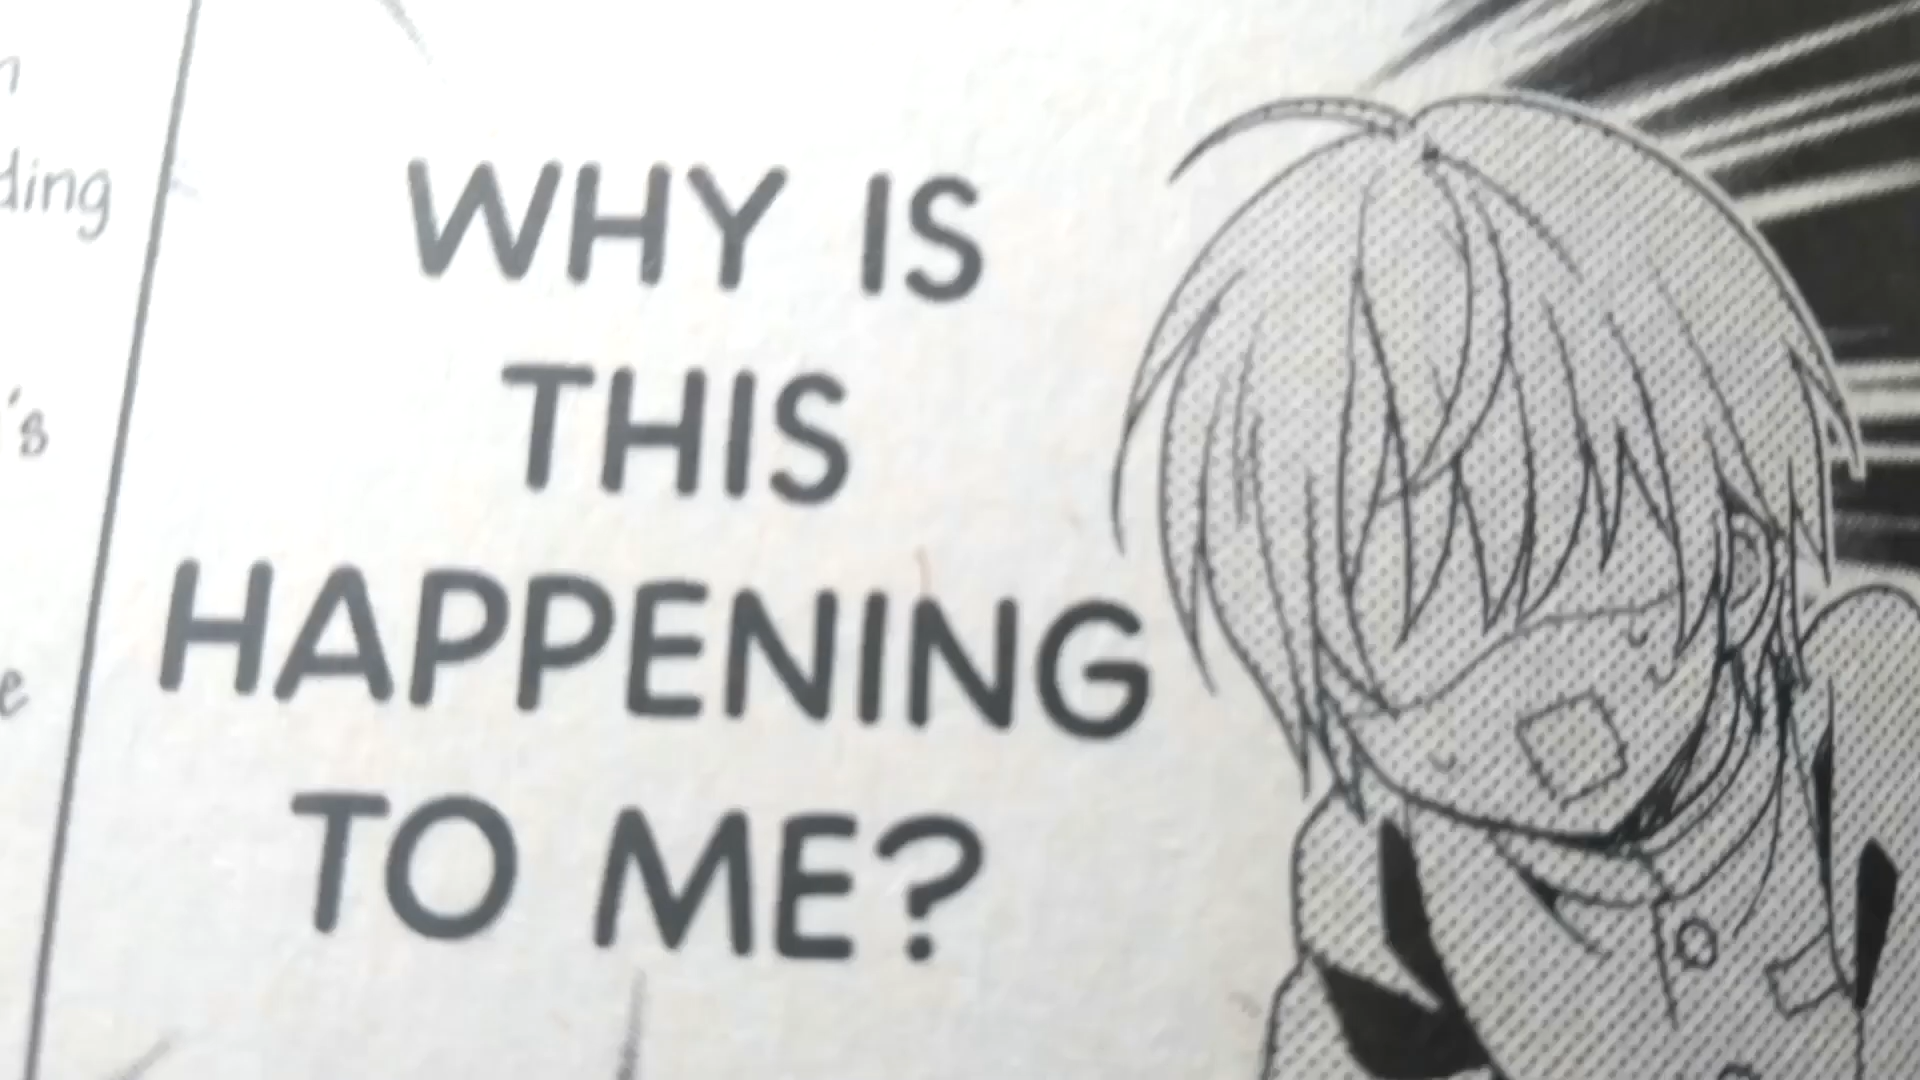 ding
's
e
WHY IS
THIS
HAPPENING
TO ME?